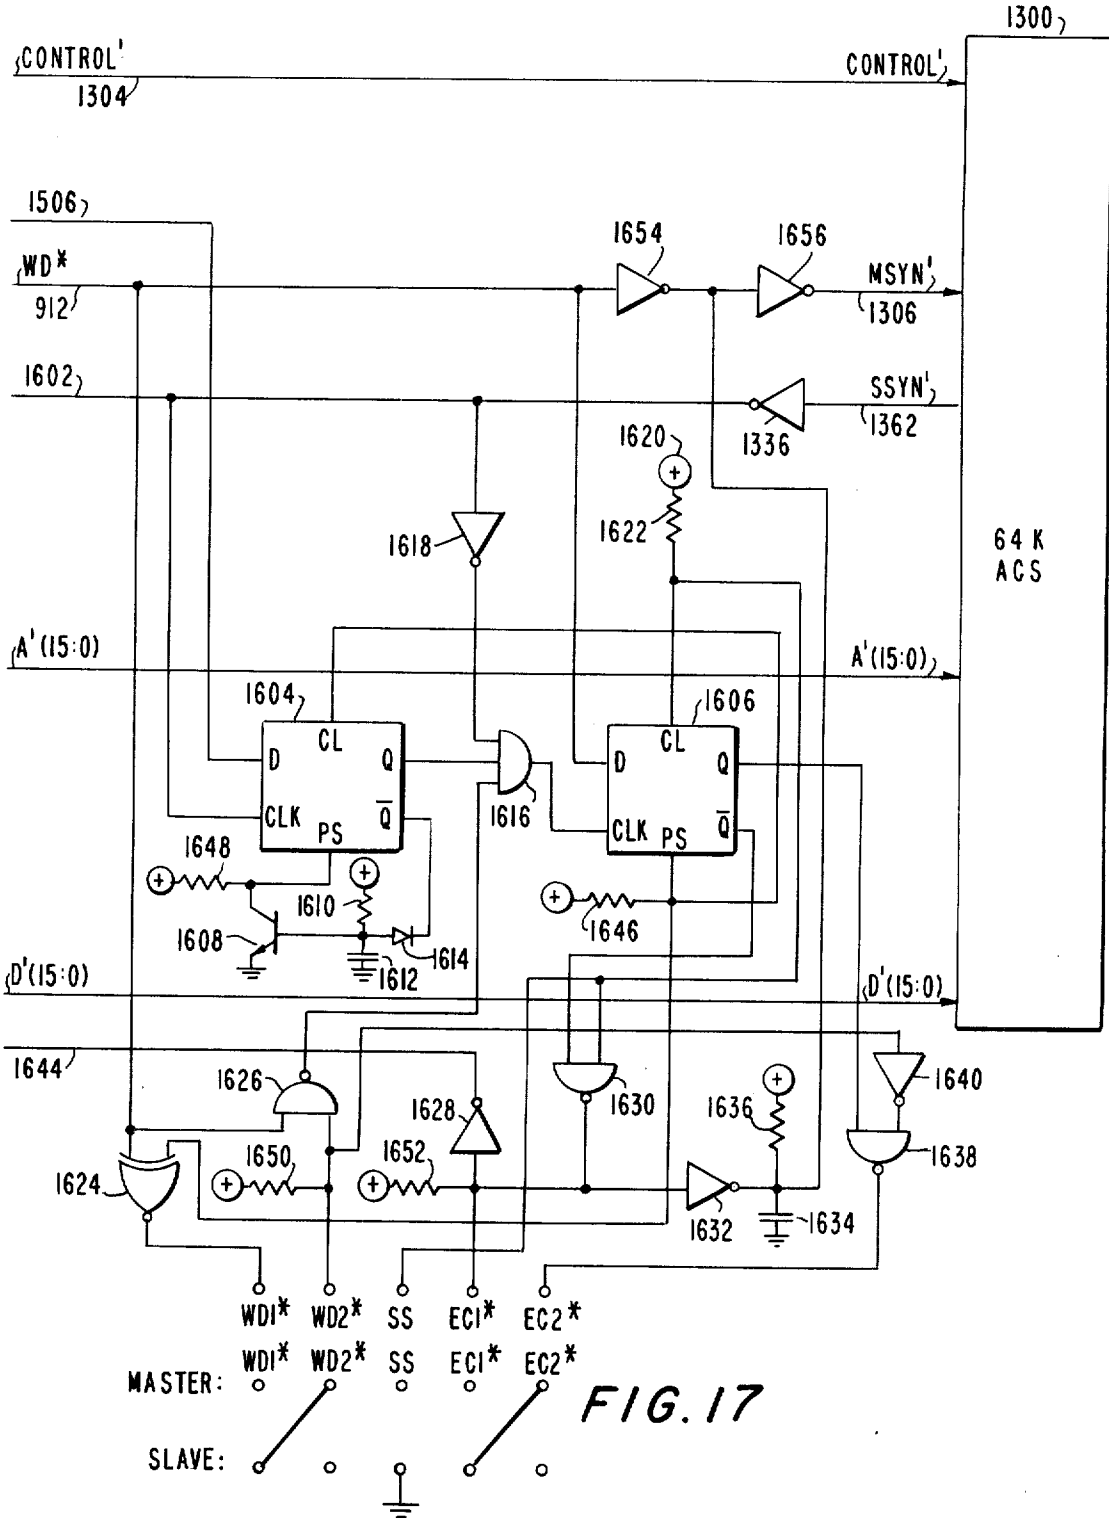 1300
CONTROL' CONTROL'
1304
1506
1654 1656
WD* MSYN'
912 1306
1602 SSYN'
1336 1362
1620
1622
1618
64 K
ACS
A'(15:0) A'(15:0)
1604 1606
CL CL
D Q D Q
1616
CLK Q̅ CLK Q̅
PS PS
1648
1610
1646
1608 1614
1612
D'(15:0) D'(15:0)
1644
1626 1628 1630 1636 1640
1650 1652 1638
1624
1632 1634
WD1* WD2* SS EC1* EC2*
WD1* WD2* SS EC1* EC2*
MASTER:
FIG. 17
SLAVE: